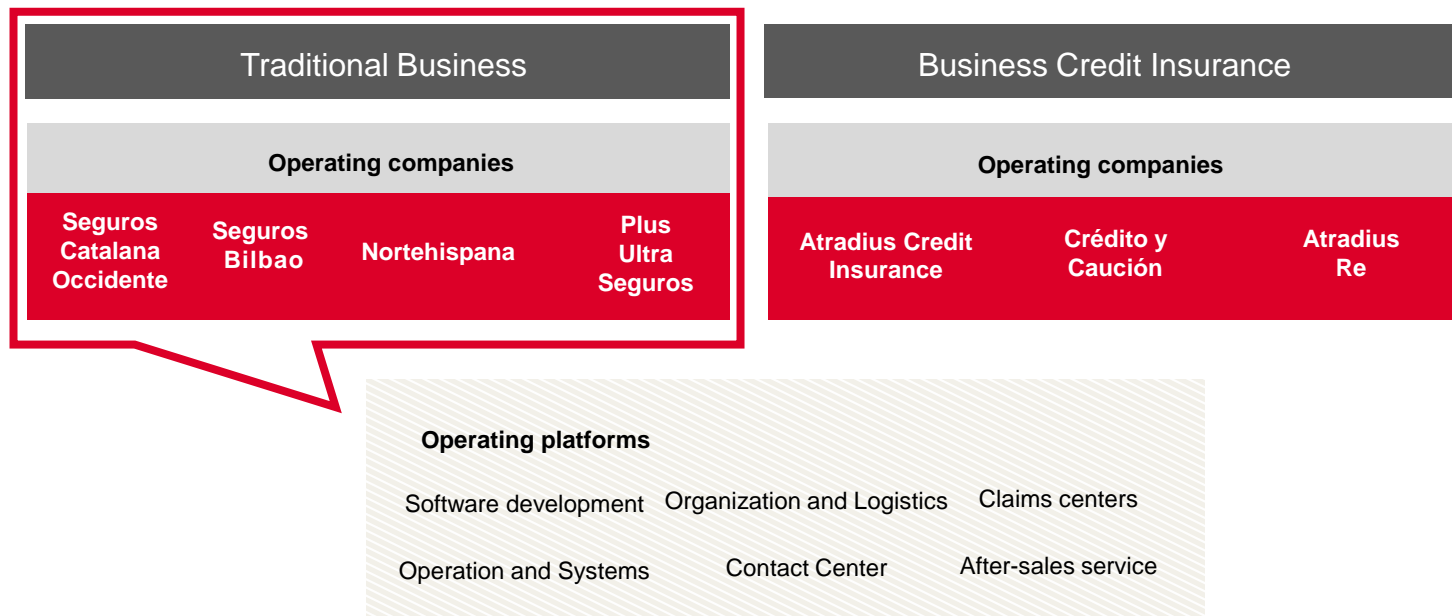 Traditional Business
Operating companies
Seguros
Catalana
Occidente
Seguros
Bilbao
Nortehispana
Plus
Ultra
Seguros
Business Credit Insurance
Operating companies
Atradius Credit
Insurance
Crédito y
Caución
Atradius
Re
Operating platforms
Software development
Organization and Logistics
Claims centers
Operation and Systems
Contact Center
After-sales service